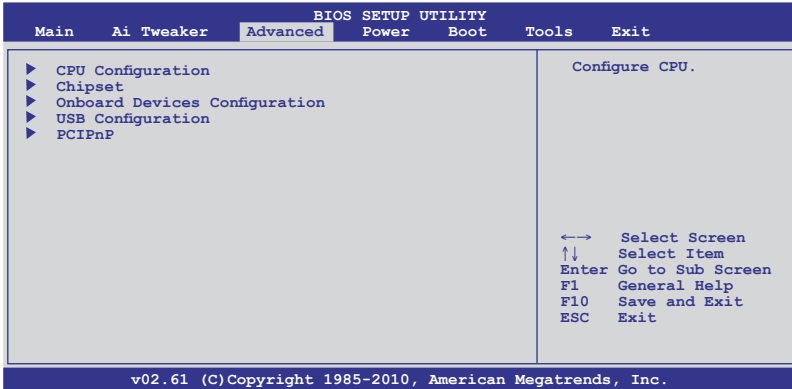 BIOS SETUP UTILITY
Main Ai Tweaker Advanced Power Boot Tools Exit
CPU Configuration
Chipset
Onboard Devices Configuration
USB Configuration
PCIPnP
Configure CPU.
←→ Select Screen
↑↓ Select Item
Enter Go to Sub Screen
F1 General Help
F10 Save and Exit
ESC Exit
v02.61 (C)Copyright 1985-2010, American Megatrends, Inc.